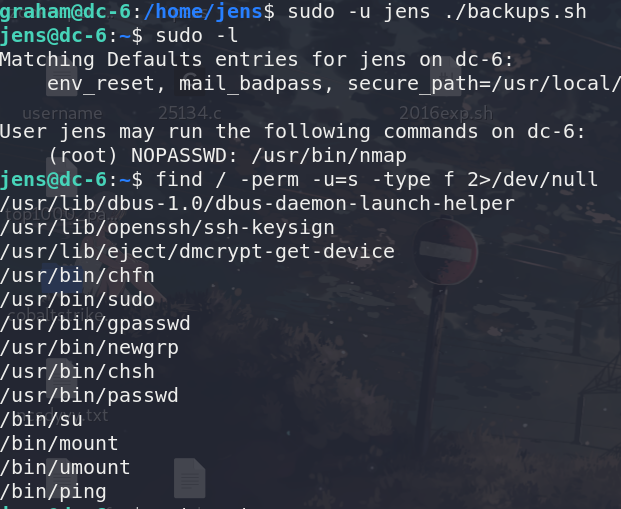 graham@dc-6:/home/jens$ sudo -u jens ./backups.sh
jens@dc-6:~$ sudo -l
Matching Defaults entries for jens on dc-6:
    env_reset, mail_badpass, secure_path=/usr/local/
username 25134.c 2016exp.sh
User jens may run the following commands on dc-6:
    (root) NOPASSWD: /usr/bin/nmap
jens@dc-6:~$ find / -perm -u=s -type f 2>/dev/null
/usr/lib/dbus-1.0/dbus-daemon-launch-helper
/usr/lib/openssh/ssh-keysign
/usr/lib/eject/dmcrypt-get-device
/usr/bin/chfn
/usr/bin/sudo
cobaltstrike
/usr/bin/gpasswd
/usr/bin/newgrp
/usr/bin/chsh
/usr/bin/passwd
/bin/su
/bin/mount
/bin/umount
/bin/ping